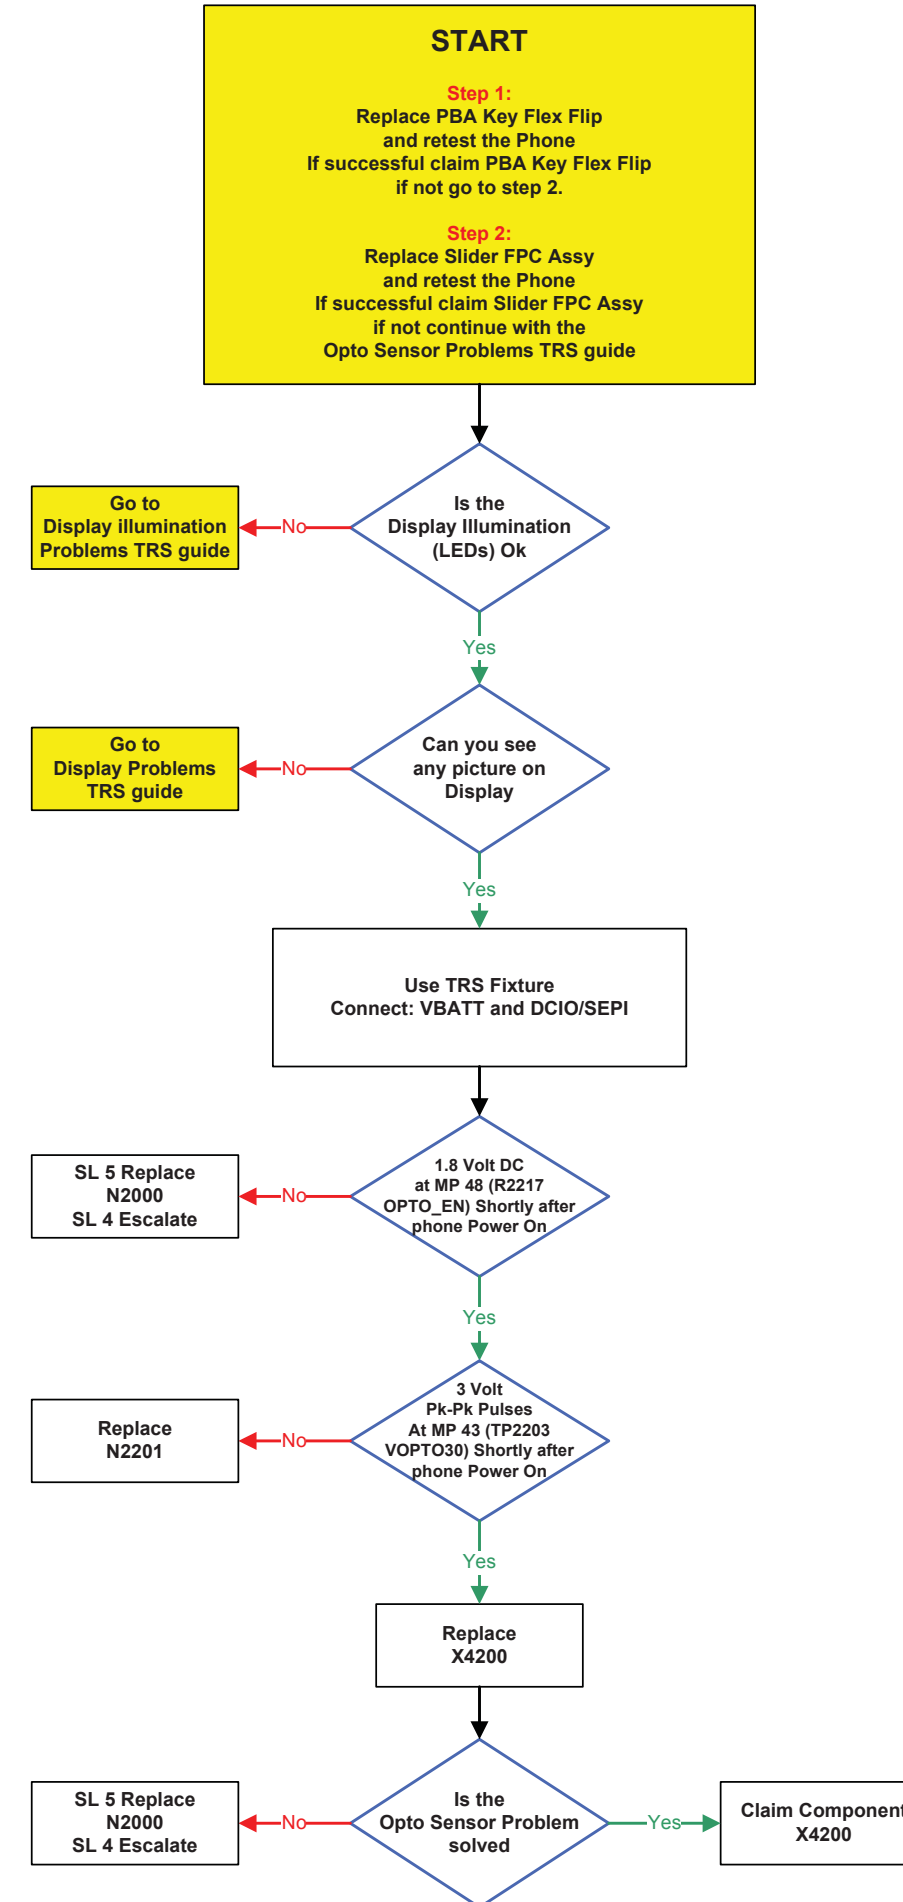 START
Step 1:
Replace PBA Key Flex Flip
and retest the Phone
If successful claim PBA Key Flex Flip
if not go to step 2.
Step 2:
Replace Slider FPC Assy
and retest the Phone
If successful claim Slider FPC Assy
if not continue with the
Opto Sensor Problems TRS guide
Is the
Display Illumination
(LEDs) Ok
No
Go to
Display illumination
Problems TRS guide
Yes
Can you see
any picture on
Display
No
Go to
Display Problems
TRS guide
Yes
Use TRS Fixture
Connect: VBATT and DCIO/SEPI
1.8 Volt DC
at MP 48 (R2217
OPTO_EN) Shortly after
phone Power On
No
SL 5 Replace
N2000
SL 4 Escalate
Yes
3 Volt
Pk-Pk Pulses
At MP 43 (TP2203
VOPTO30) Shortly after
phone Power On
No
Replace
N2201
Yes
Replace
X4200
Is the
Opto Sensor Problem
solved
No
SL 5 Replace
N2000
SL 4 Escalate
Yes
Claim Component
X4200